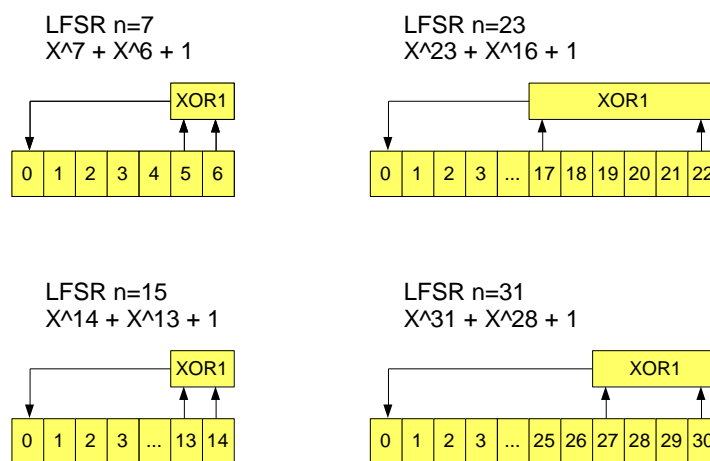 LFSR n=7
X^7 + X^6 + 1
XOR1
0 1 2 3 4 5 6
LFSR n=23
X^23 + X^16 + 1
XOR1
0 1 2 3 ... 17 18 19 20 21 22
LFSR n=15
X^14 + X^13 + 1
XOR1
0 1 2 3 ... 13 14
LFSR n=31
X^31 + X^28 + 1
XOR1
0 1 2 3 ... 25 26 27 28 29 30